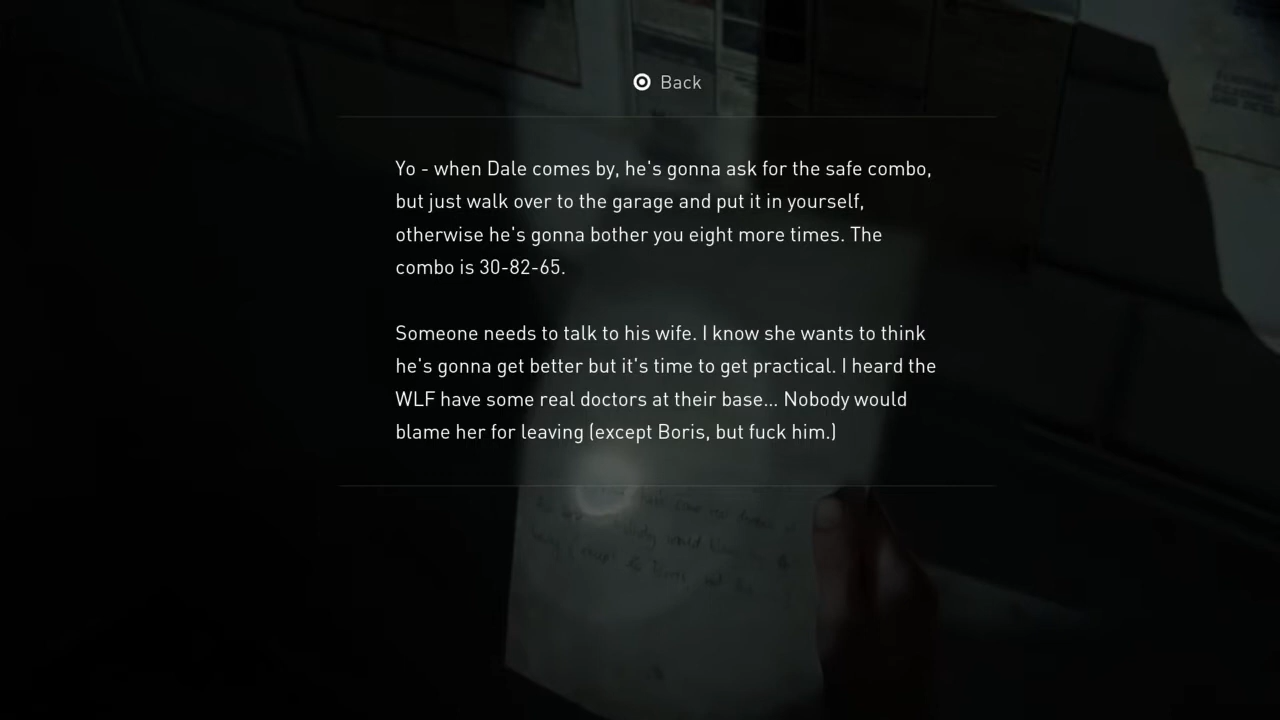 Back
Yo - when Dale comes by, he's gonna ask for the safe combo,
but just walk over to the garage and put it in yourself,
otherwise he's gonna bother you eight more times. The
combo is 30-82-65.
Someone needs to talk to his wife. I know she wants to think
he's gonna get better but it's time to get practical. I heard the
WLF have some real doctors at their base... Nobody would
blame her for leaving (except Boris, but fuck him.)